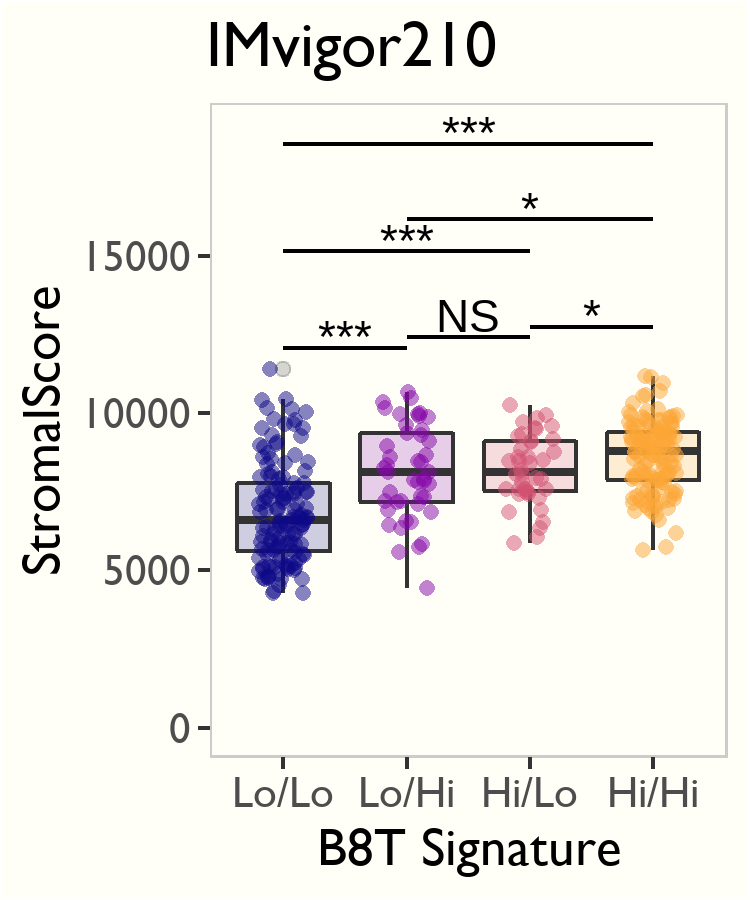 IMvigor210
***
*
***
NS
*
***
15000
10000
5000
0
StromalScore
Lo/Lo Lo/Hi Hi/Lo Hi/Hi
B8T Signature